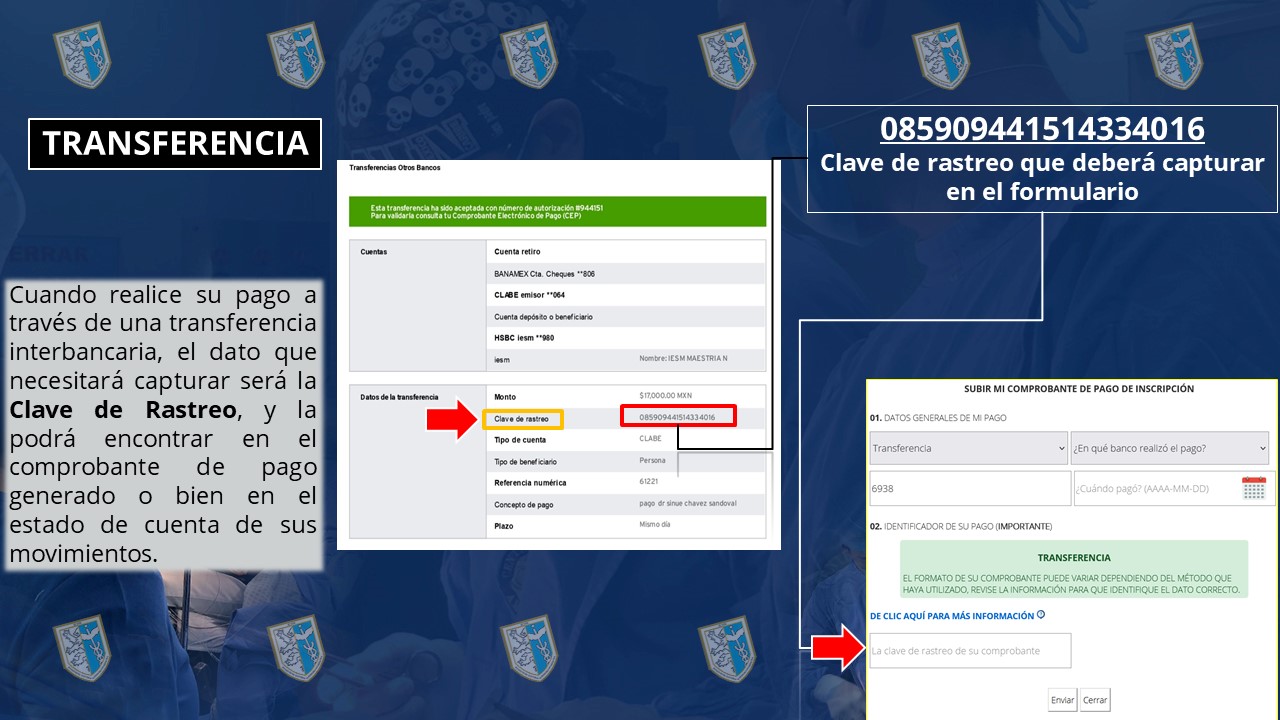 TRANSFERENCIA
Cuando realice su pago a
través de una transferencia
interbancaria, el dato que
necesitará capturar será la
Clave de Rastreo, y la
podrá encontrar en el
comprobante de pago
generado o bien en el
estado de cuenta de sus
movimientos.
Transferencias Otros Bancos
Esta transferencia ha sido aceptada con número de autorización #944151
Para validarla consulta tu Comprobante Electrónico de Pago (CEP)
Cuentas
Cuenta retiro
BANAMEX Cta. Cheques **806
CLABE emisor **064
Cuenta depósito o beneficiario
HSBC iesm **980
iesm Nombre: IESM MAESTRIA N
Datos de la transferencia
Monto $17,000.00 MXN
Clave de rastreo 085909441514334016
Tipo de cuenta CLABE
Tipo de beneficiario Persona
Referencia numérica 61221
Concepto de pago pago dr sinue chavez sandoval
Plazo Mismo día
085909441514334016
Clave de rastreo que deberá capturar
en el formulario
SUBIR MI COMPROBANTE DE PAGO DE INSCRIPCIÓN
01. DATOS GENERALES DE MI PAGO
Transferencia ¿En qué banco realizó el pago?
6938 ¿Cuándo pagó? (AAAA-MM-DD)
02. IDENTIFICADOR DE SU PAGO (IMPORTANTE)
TRANSFERENCIA
EL FORMATO DE SU COMPROBANTE PUEDE VARIAR DEPENDIENDO DEL MÉTODO QUE
HAYA UTILIZADO, REVISE LA INFORMACIÓN PARA QUE IDENTIFIQUE EL DATO CORRECTO.
DE CLIC AQUÍ PARA MÁS INFORMACIÓN
La clave de rastreo de su comprobante
Enviar Cerrar